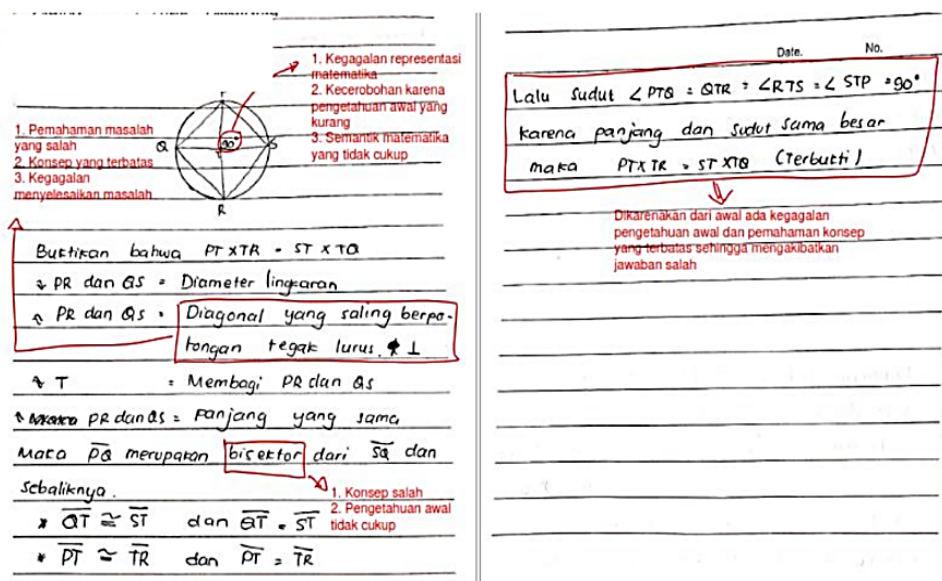 1. Kegagalan representasi
matematika
2. Kecerobohan karena
pengetahuan awal yang
kurang
3. Semantik matematika
yang tidak cukup
1. Pemahaman masalah
yang salah
2. Konsep yang terbatas
3. Kegagalan
menyelesaikan masalah
Q
90°
S
R
Buktikan bahwa PT x TR = ST x TQ
PR dan QS = Diameter lingkaran
PR dan QS = Diagonal yang saling berpo-
tongan tegak lurus. ⊥
T = Membagi PR dan QS
PR dan QS = Panjang yang sama
Maka PQ merupakan bisektor dari SQ dan
sebaliknya.
1. Konsep salah
2. Pengetahuan awal
tidak cukup
* QT ≅ ST dan QT = ST
* PT ≅ TR dan PT = TR
Date. No.
Lalu sudut ∠PTQ = QTR = ∠RTS = ∠STP = 90°
karena panjang dan sudut sama besar
maka PT x TR = ST x TQ (Terbukti)
Dikarenakan dari awal ada kegagalan
pengetahuan awal dan pemahaman konsep
yang terbatas sehingga mengakibatkan
jawaban salah